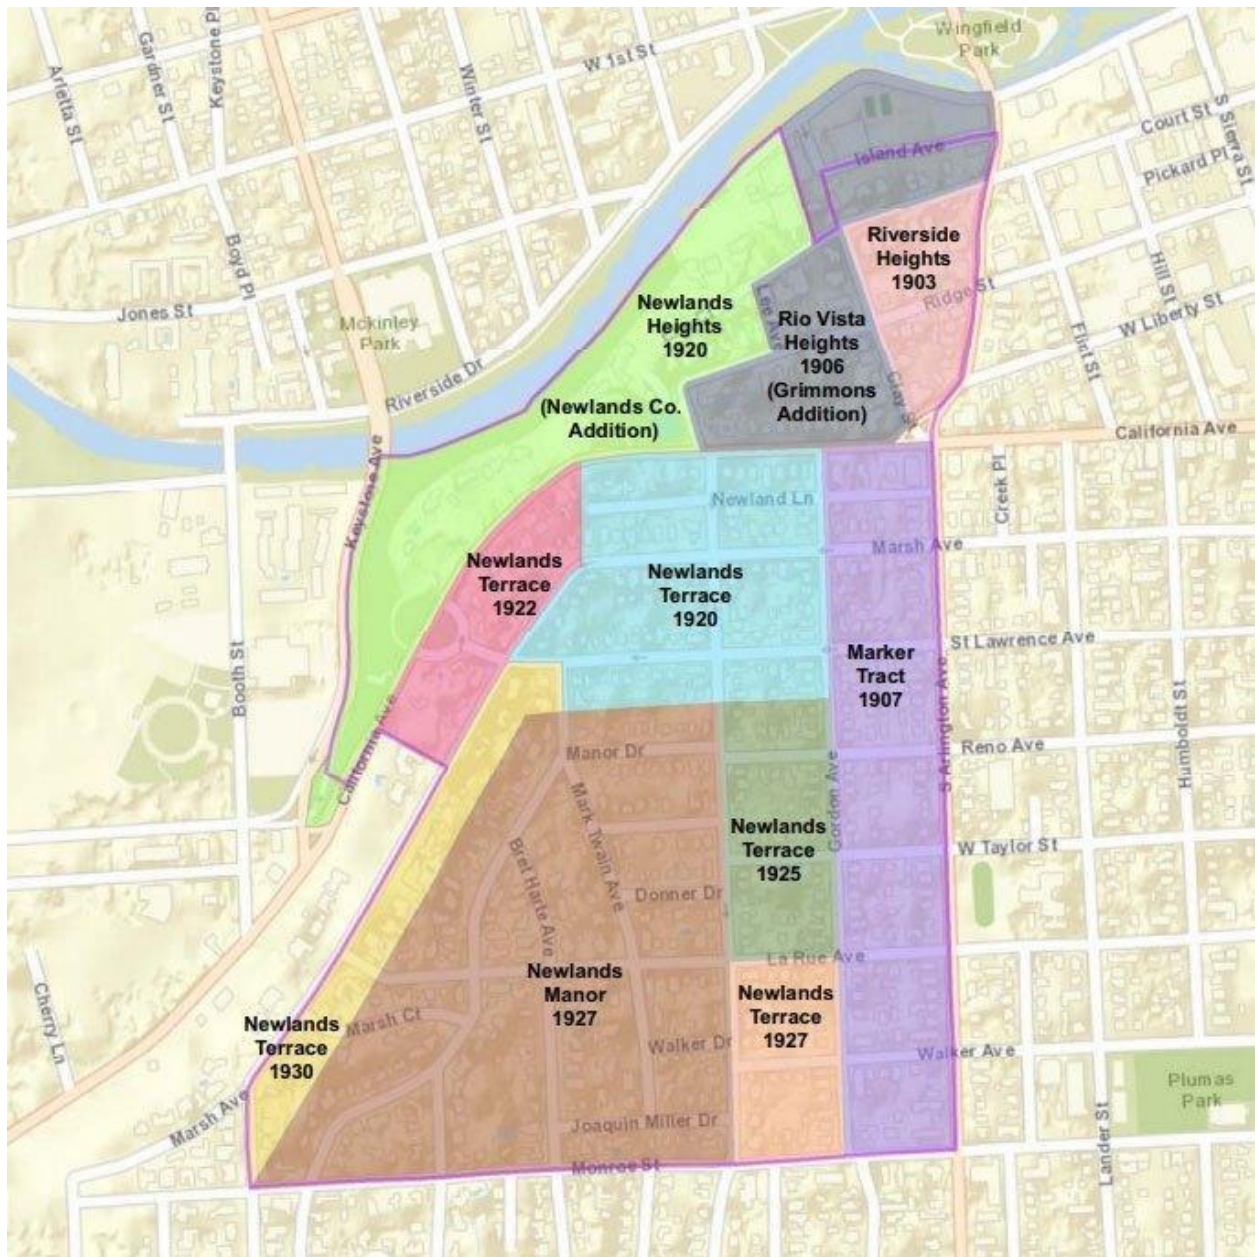 Wingfield
Park
Keystone Pl
Gardner St
Arletta St
Winter St
W 1st St
S Sierra St
Court St
Pickard Pl
Island Ave
Riverside
Heights
1903
Ridge St
Hill St
W Liberty St
Flint St
Boyd Pl
Jones St
Mckinley
Park
Riverside Dr
Newlands
Heights
1920
(Newlands Co.
Addition)
Lee Ave
Rio Vista
Heights
1906
(Grimmons
Addition)
Clay St
California Ave
Keystone Ave
Creek Pl
Newland Ln
Marsh Ave
Newlands
Terrace
1922
Newlands
Terrace
1920
St Lawrence Ave
Marker
Tract
1907
Booth St
California Ave
S Arlington Ave
Humboldt St
Reno Ave
Manor Dr
Gordon Ave
Mark Twain Ave
Bret Harte Ave
Newlands
Terrace
1925
W Taylor St
Donner Dr
La Rue Ave
Newlands
Manor
1927
Newlands
Terrace
1927
Cherry Ln
Newlands
Terrace
1930
Marsh Ct
Walker Dr
Walker Ave
Plumas
Park
Marsh Ave
Joaquin Miller Dr
Lander St
Monroe St